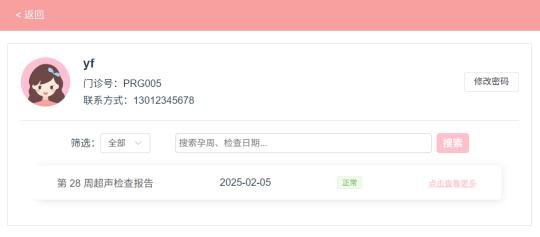 < 返回
yf
门诊号：PRG005
联系方式：13012345678
修改密码
筛选： 全部 搜索孕周、检查日期... 搜索
第 28 周超声检查报告 2025-02-05 正常 点击查看更多